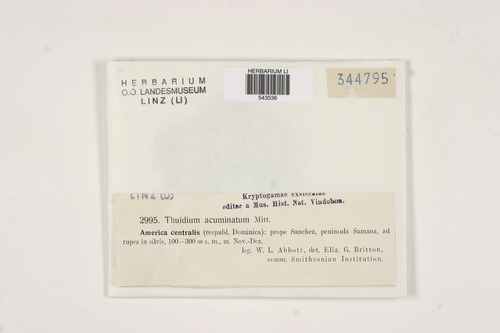 HERBARIUM
O.Ö. LANDESMUSEUM
LINZ (LI)
HERBARIUM LI
543536
344795
LINZ (O)
Kryptogamae exsiccatae
editae a Mus. Hist. Nat. Vindobon.
2995. Thuidium acuminatum Mitt.
America centralis (respubl. Dominica): prope Sanchez, peninsula Samana, ad
rupes in silvis, 100—300 m s. m., m. Nov.-Dez.
leg. W. L. Abbott, det. Eliz. G. Britton,
comm. Smithsonian Institution.